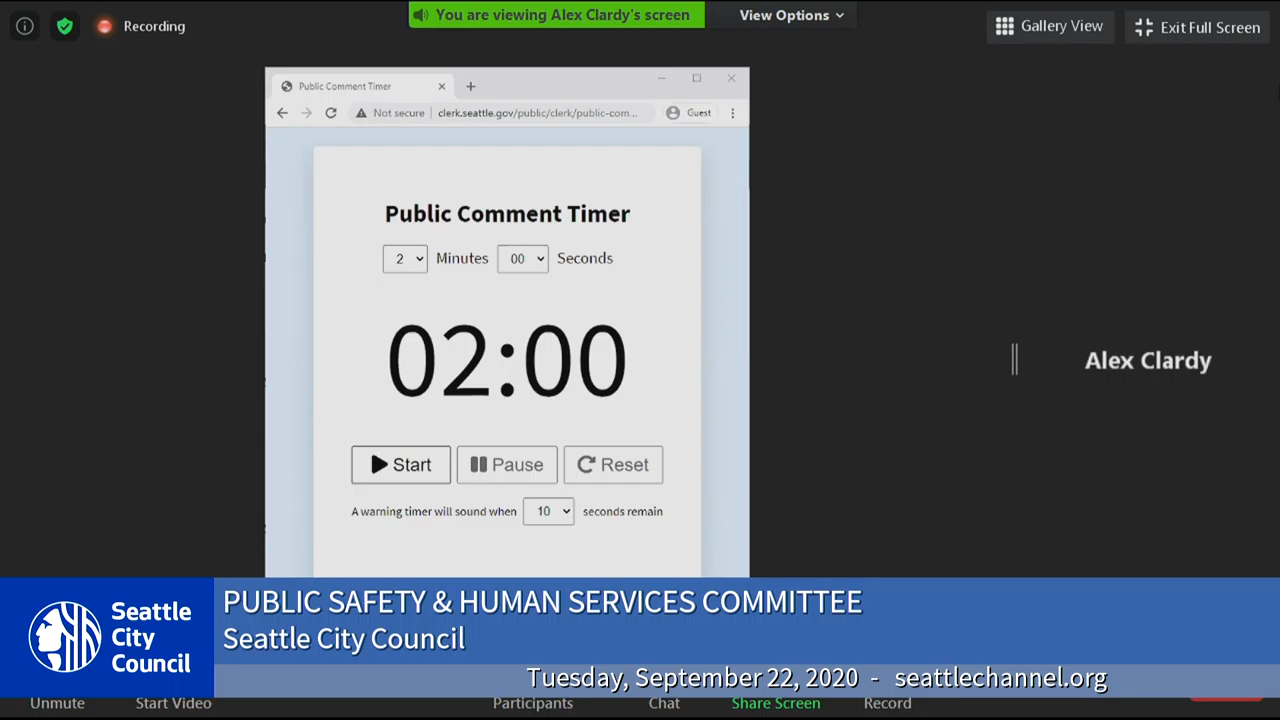 Recording
You are viewing Alex Clardy's screen
View Options
Gallery View
Exit Full Screen
Public Comment Timer
Not secure
clerk.seattle.gov/public/clerk/public-com...
Guest
Public Comment Timer
2 Minutes 00 Seconds
02:00
Start Pause Reset
A warning timer will sound when 10 seconds remain
Alex Clardy
Seattle
City
Council
PUBLIC SAFETY & HUMAN SERVICES COMMITTEE
Seattle City Council
Tuesday, September 22, 2020 - seattlechannel.org
Unmute Start Video Participants Chat Share Screen Record